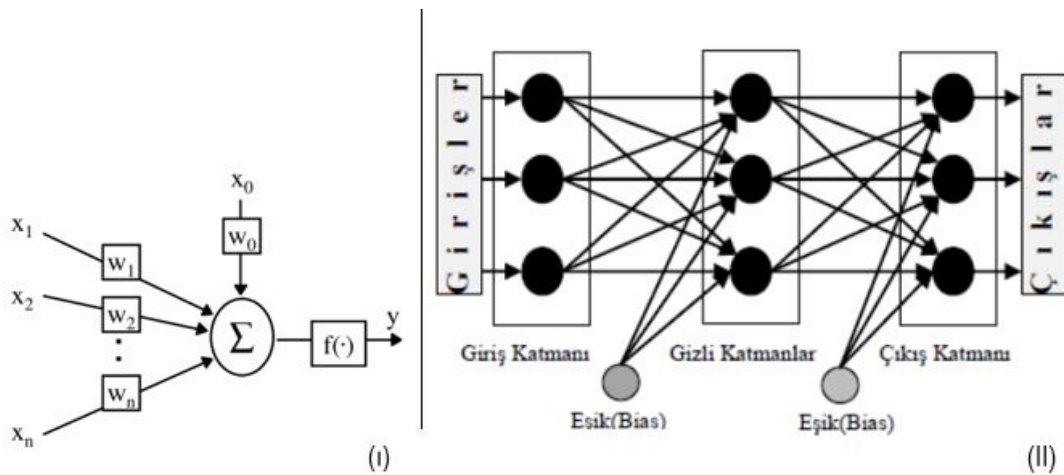 x0
w0
x1
w1
x2
w2
Σ
f(·)
y
wn
xn
(ı)
Girişler
Çıkışlar
Giriş Katmanı
Gizli Katmanlar
Çıkış Katmanı
Eşik(Bias)
Eşik(Bias)
(II)